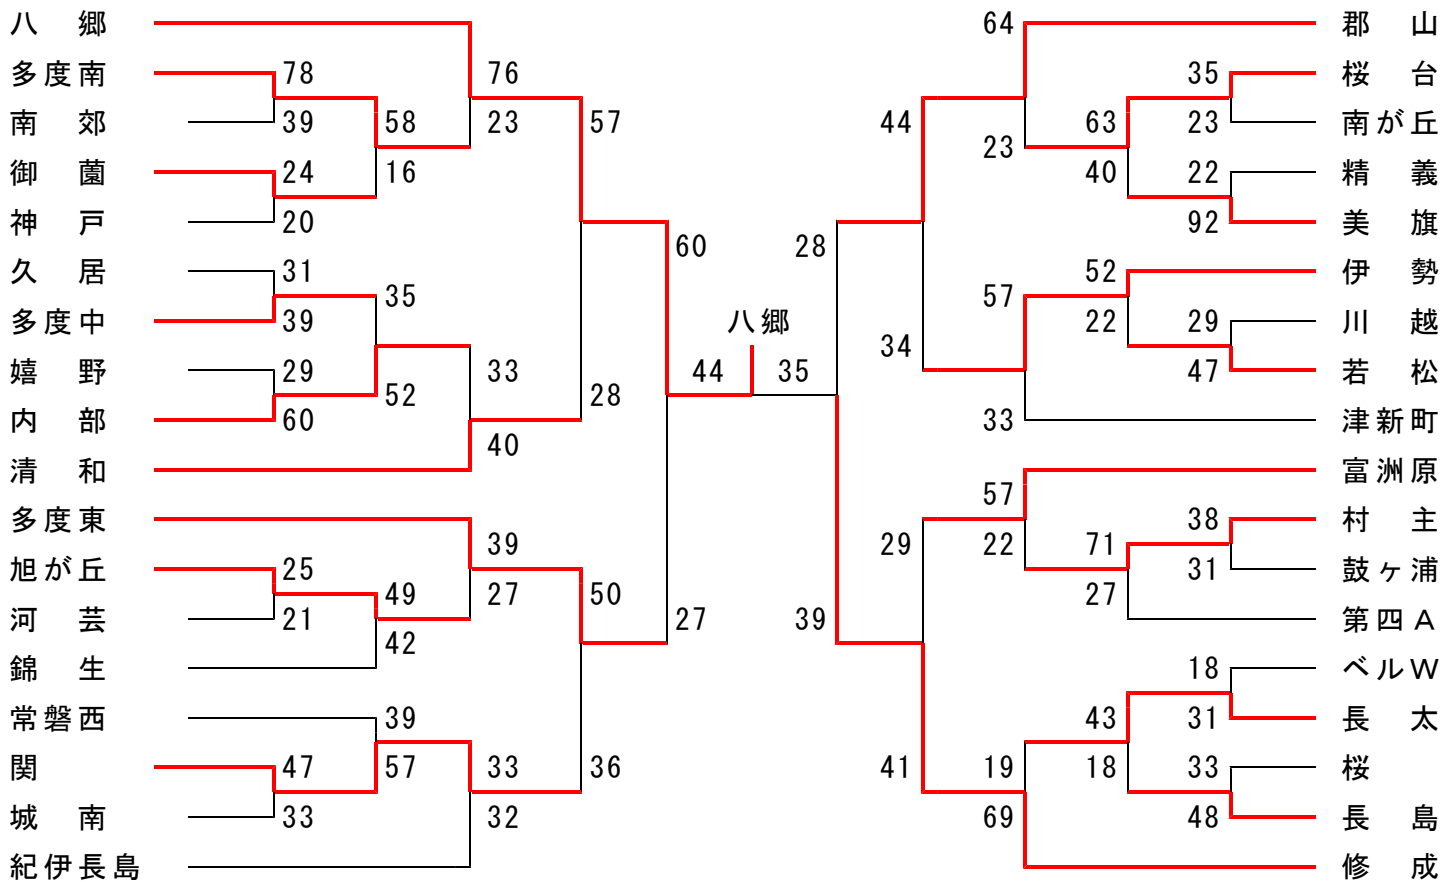 八郷 64 郡山
多度南 78 76 35 桜台
南郊 39 58 23 57 44 23 63 23 南が丘
御薗 24 16 40 22 精義
神戸 20 92 美旗
久居 31 35 60 28 57 52 伊勢
多度中 39 八郷 34 22 29 川越
嬉野 29 33 44 35 47 若松
内部 60 52 28 33 津新町
清和 40 富洲原
多度東 39 57 38 村主
旭が丘 25 49 27 50 29 22 71 31 鼓ヶ浦
河芸 21 42 27 39 27 第四A
錦生 18 ベルW
常磐西 39 43 31 長太
関 47 57 33 36 41 19 18 33 桜
城南 33 32 69 48 長島
紀伊長島 修成